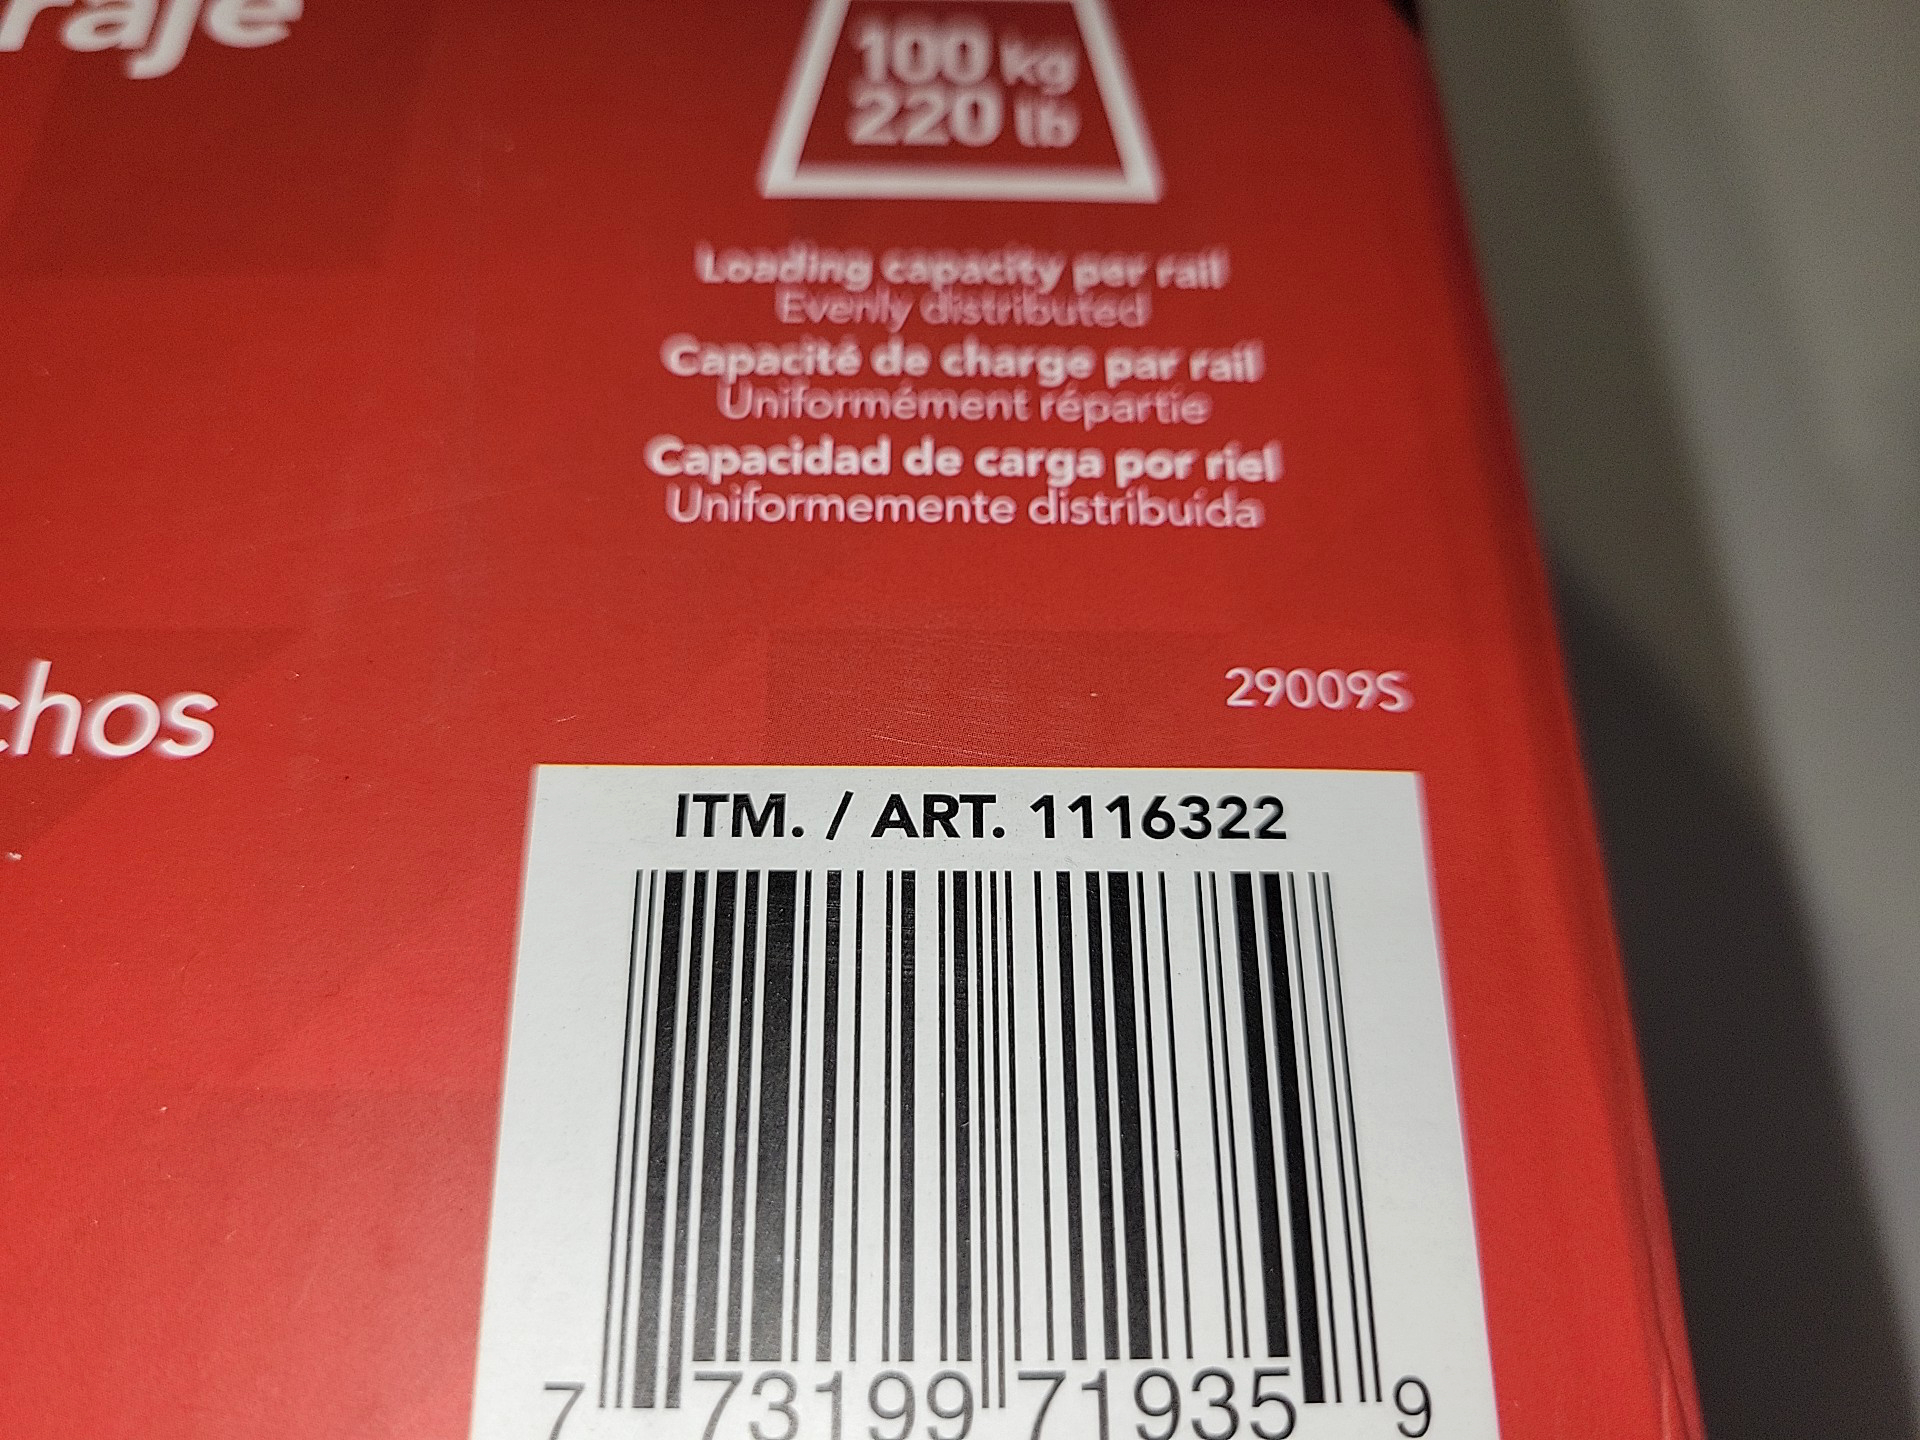 raje
100 kg
220 lb
Loading capacity per rail
Evenly distributed
Capacité de charge par rail
Uniformément répartie
Capacidad de carga por riel
Uniformemente distribuida
chos
29009S
ITM. / ART. 1116322
7 73199 71935 9